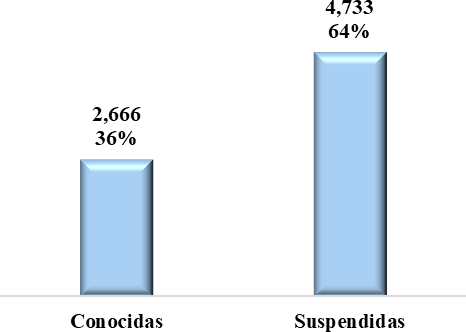 4,733
64%
2,666
36%
Conocidas
Suspendidas